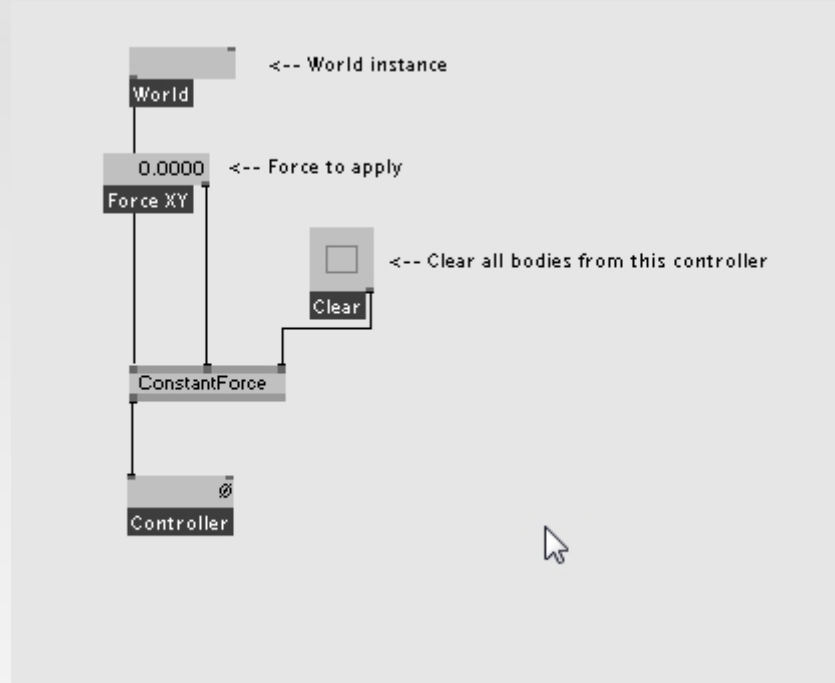 <-- World instance
World
0.0000 <-- Force to apply
Force XY
<-- Clear all bodies from this controller
Clear
ConstantForce
Ø
Controller